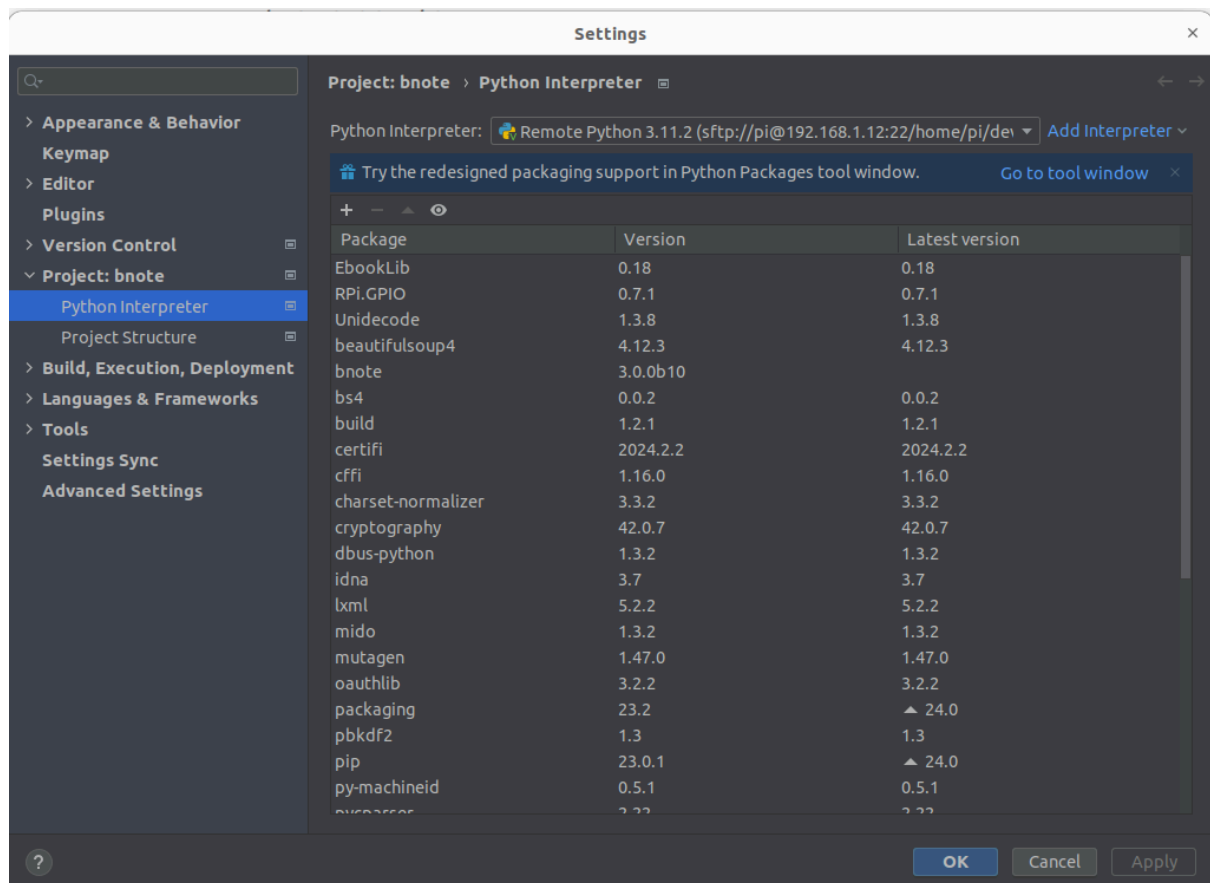 Settings
Appearance & Behavior
Keymap
Editor
Plugins
Version Control
Project: bnote
Python Interpreter
Project Structure
Build, Execution, Deployment
Languages & Frameworks
Tools
Settings Sync
Advanced Settings
Project: bnote › Python Interpreter
Python Interpreter: Remote Python 3.11.2 (sftp://pi@192.168.1.12:22/home/pi/dev Add Interpreter
Try the redesigned packaging support in Python Packages tool window. Go to tool window
Package Version Latest version
EbookLib 0.18 0.18
RPi.GPIO 0.7.1 0.7.1
Unidecode 1.3.8 1.3.8
beautifulsoup4 4.12.3 4.12.3
bnote 3.0.0b10
bs4 0.0.2 0.0.2
build 1.2.1 1.2.1
certifi 2024.2.2 2024.2.2
cffi 1.16.0 1.16.0
charset-normalizer 3.3.2 3.3.2
cryptography 42.0.7 42.0.7
dbus-python 1.3.2 1.3.2
idna 3.7 3.7
lxml 5.2.2 5.2.2
mido 1.3.2 1.3.2
mutagen 1.47.0 1.47.0
oauthlib 3.2.2 3.2.2
packaging 23.2 24.0
pbkdf2 1.3 1.3
pip 23.0.1 24.0
py-machineid 0.5.1 0.5.1
pycparser 2.22 2.22
? OK Cancel Apply